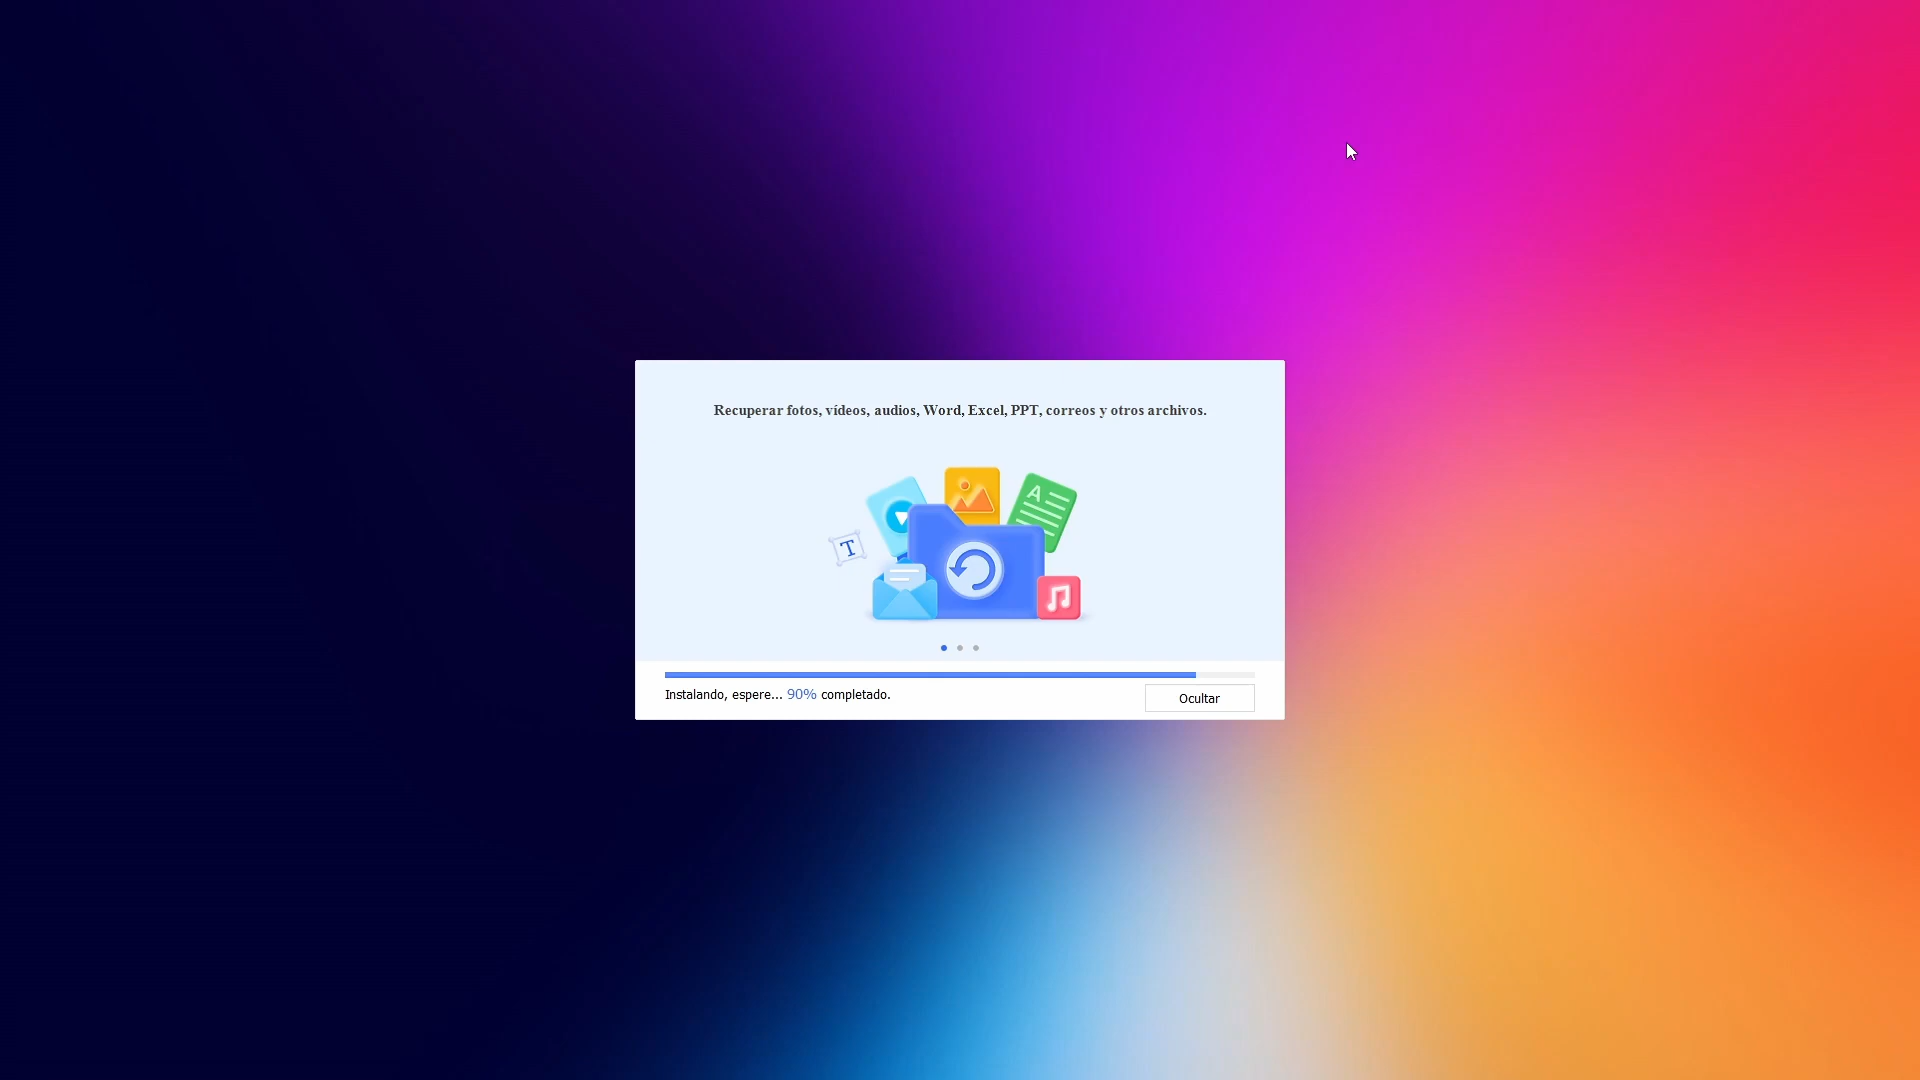 Recuperar fotos, vídeos, audios, Word, Excel, PPT, correos y otros archivos.
A
T
Instalando, espere... 90% completado.
Ocultar